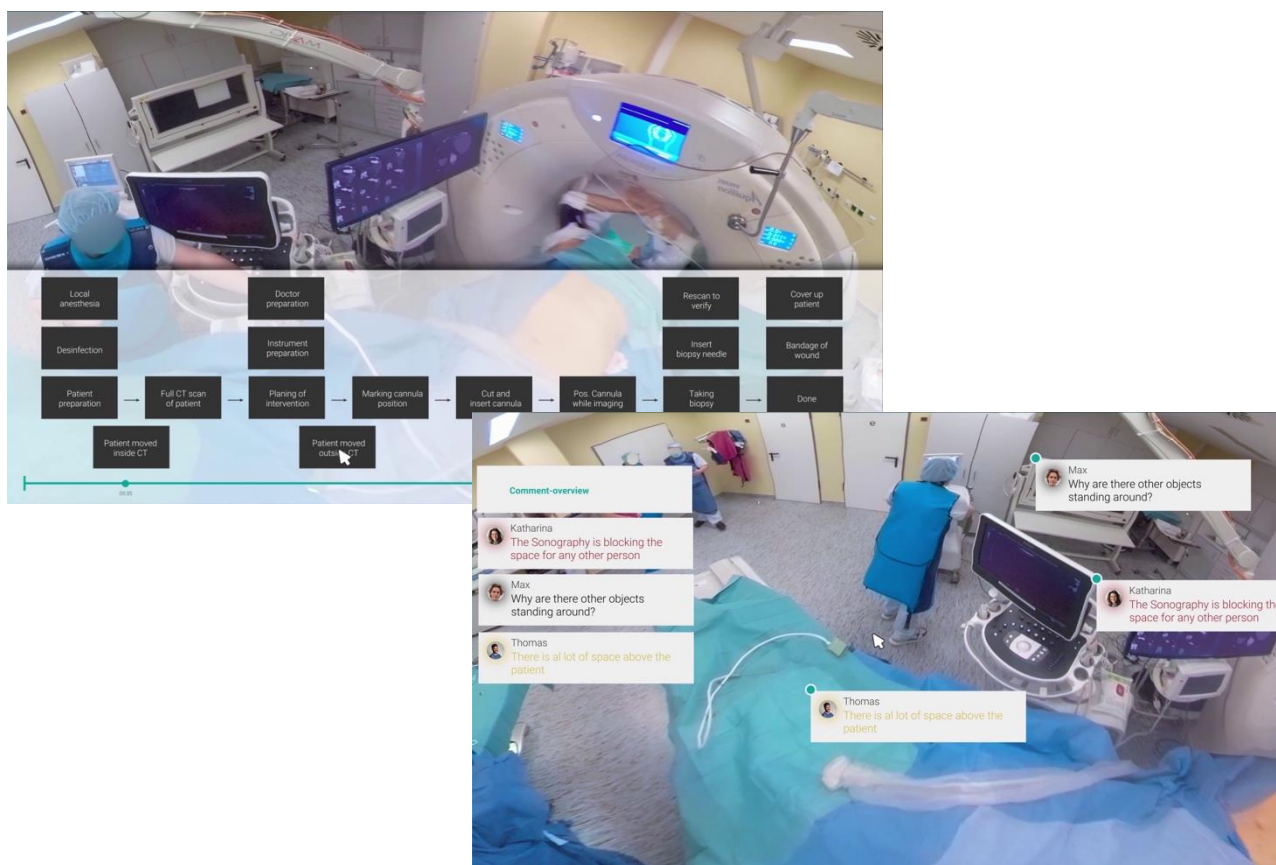 Local
anesthesia
Doctor
preparation
Rescan to
verify
Cover up
patient
Desinfection
Instrument
preparation
Insert
biopsy needle
Bandage of
wound
Patient
preparation
Full CT scan
of patient
Planing of
intervention
Marking cannula
position
Cut and
insert cannula
Pos. Cannula
while imaging
Taking
biopsy
Done
Patient moved
inside CT
Patient moved
outside CT
Comment-overview
Katharina
The Sonography is blocking the
space for any other person
Max
Why are there other objects
standing around?
Thomas
There is al lot of space above the
patient
Max
Why are there other objects
standing around?
Katharina
The Sonography is blocking the
space for any other person
Thomas
There is al lot of space above the
patient